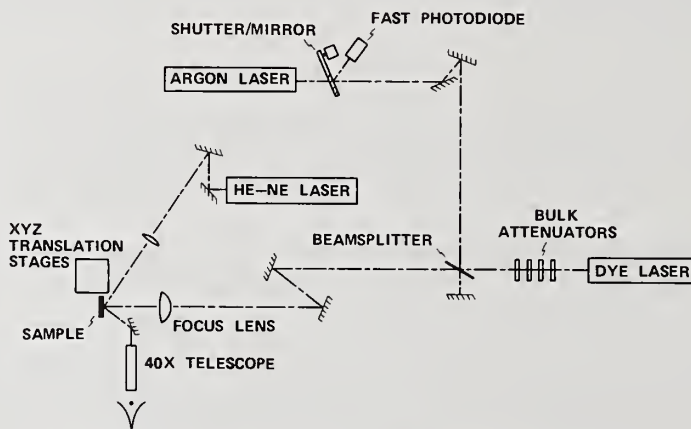 SHUTTER/MIRROR
FAST PHOTODIODE
ARGON LASER
HE–NE LASER
XYZ
TRANSLATION
STAGES
BEAMSPLITTER
BULK
ATTENUATORS
DYE LASER
SAMPLE
FOCUS LENS
40X TELESCOPE